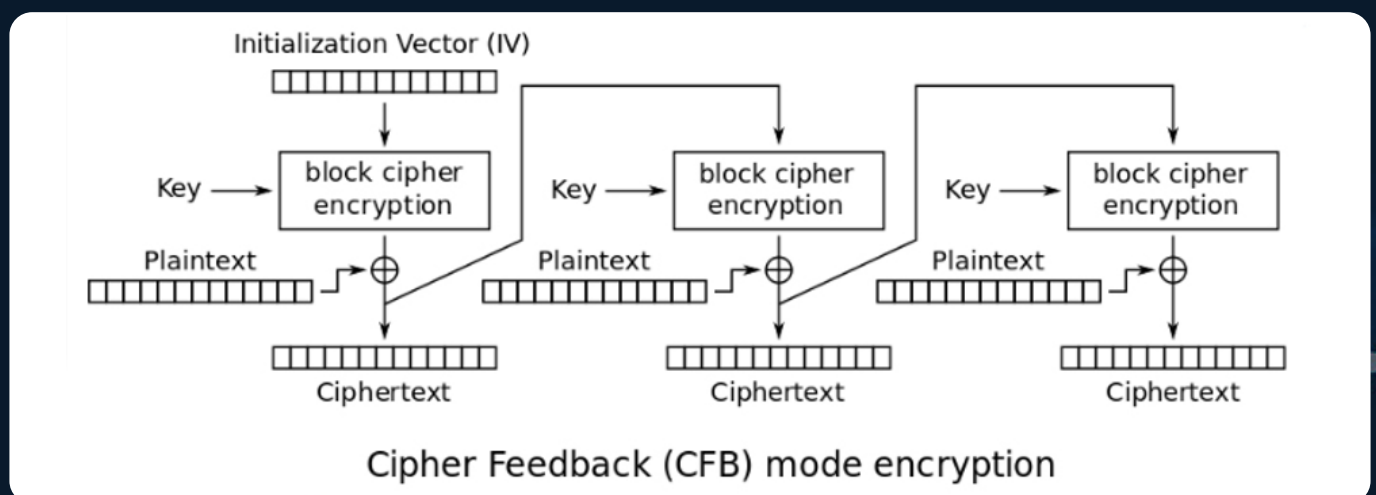 Initialization Vector (IV)
Key
block cipher
encryption
Key
block cipher
encryption
Key
block cipher
encryption
Plaintext
Plaintext
Plaintext
Ciphertext
Ciphertext
Ciphertext
Cipher Feedback (CFB) mode encryption